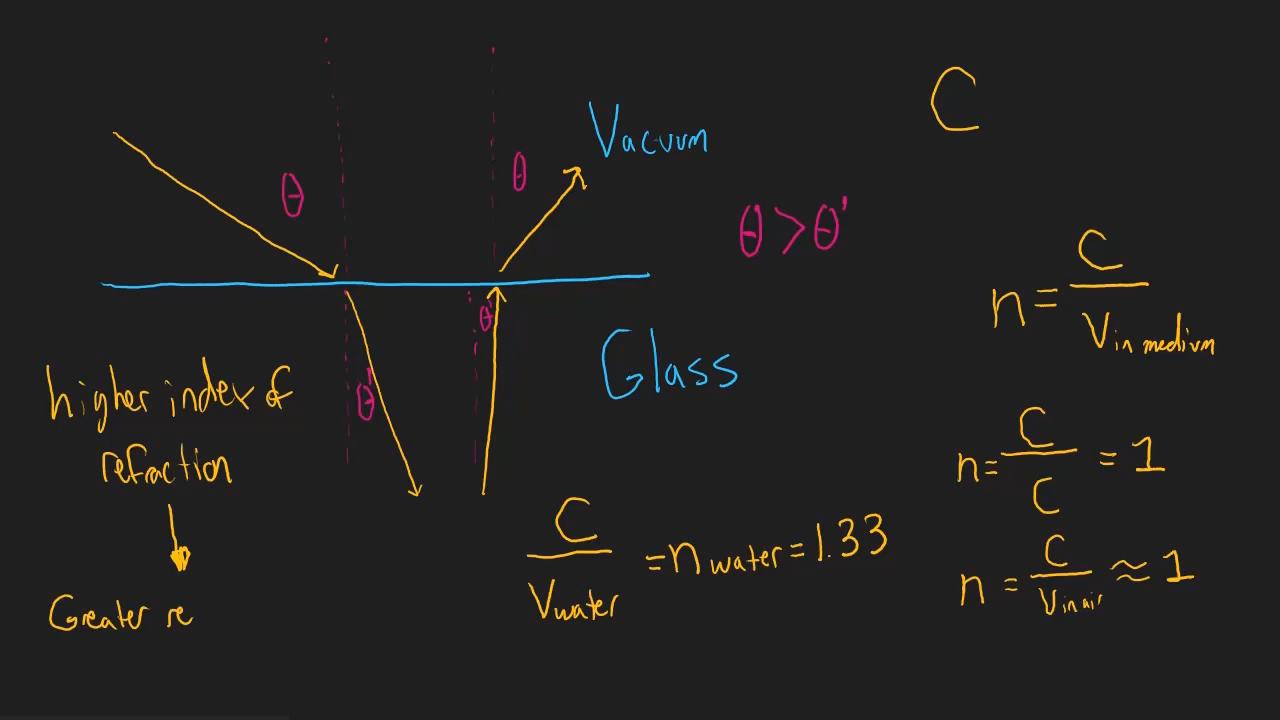 C
Vacuum
θ
θ
θ > θ'
n = C / V in medium
θ'
θ'
Glass
higher index of
refraction
n = C / C = 1
C / V water = n water = 1.33
n = C / V in air ≈ 1
Greater re